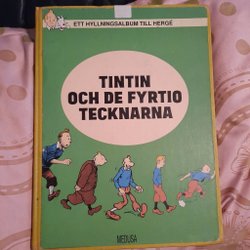 ETT HYLLNINGSALBUM TILL HERGÉ
TINTIN
OCH DE FYRTIO
TECKNARNA
MEDUSA